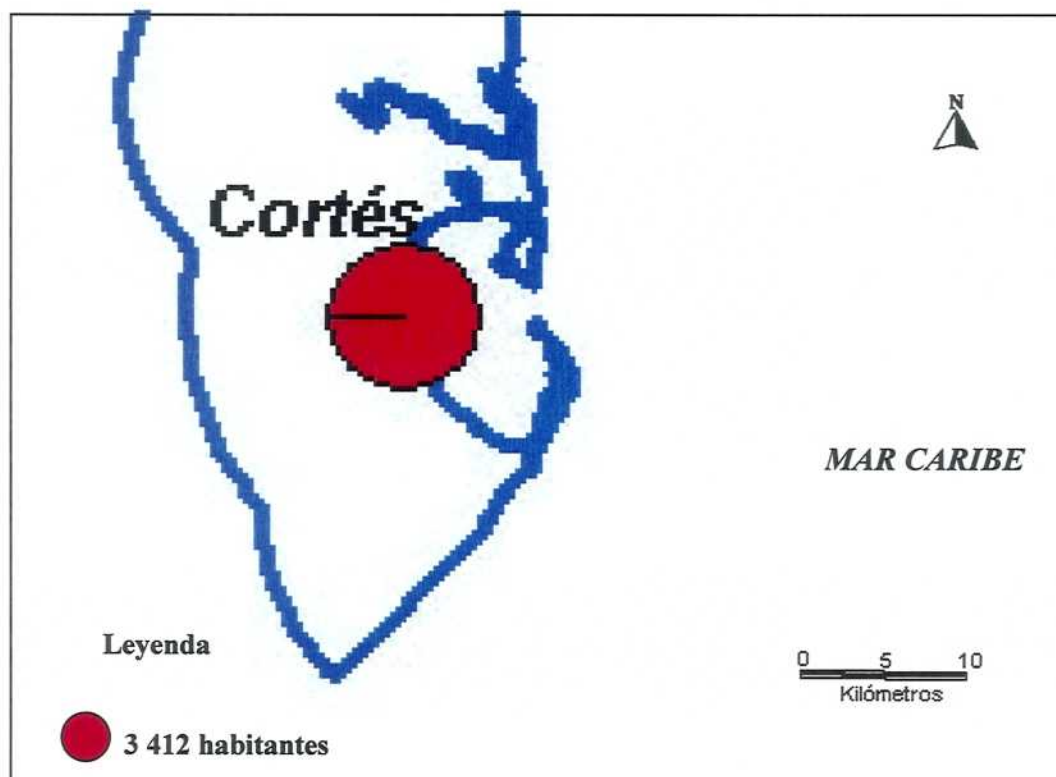 N
Cortés
MAR CARIBE
Leyenda
0 5 10
Kilómetros
3 412 habitantes